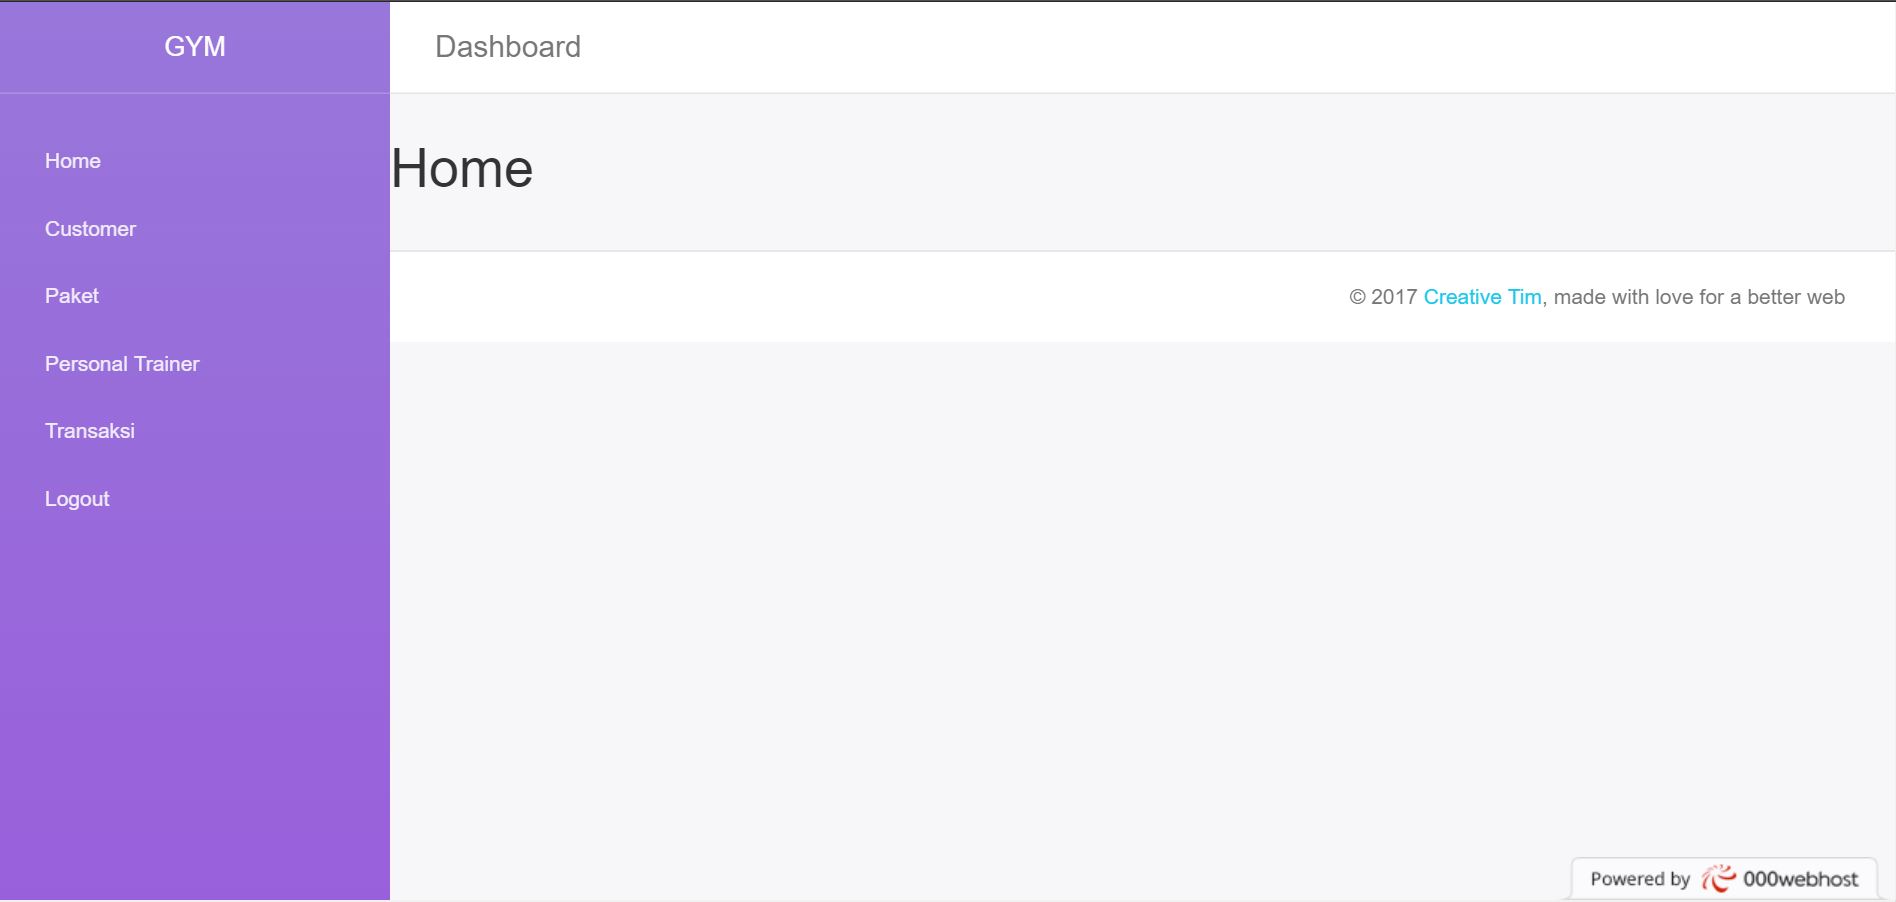 GYM
Dashboard
Home
Customer
Paket
Personal Trainer
Transaksi
Logout
Home
© 2017 Creative Tim, made with love for a better web
Powered by 000webhost